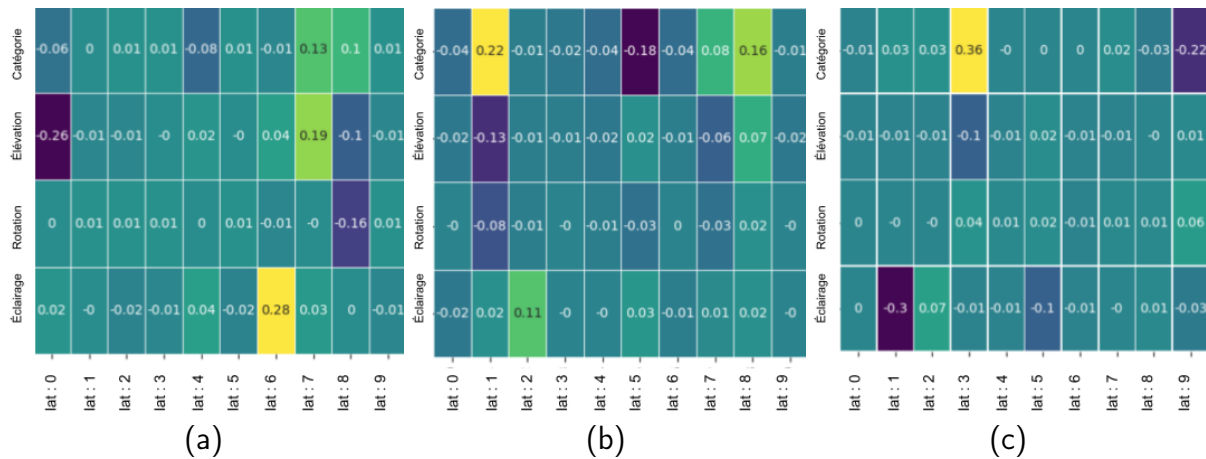 Catégorie -0.06 0 0.01 0.01 -0.08 0.01 -0.01 0.13 0.1 0.01
Élévation -0.26 -0.01 -0.01 -0 0.02 -0 0.04 0.19 -0.1 -0.01
Rotation 0 0.01 0.01 0.01 0 0.01 -0.01 -0 -0.16 0.01
Éclairage 0.02 -0 -0.02 -0.01 0.04 -0.02 0.28 0.03 0 -0.01
lat : 0 lat : 1 lat : 2 lat : 3 lat : 4 lat : 5 lat : 6 lat : 7 lat : 8 lat : 9
(a)
Catégorie -0.04 0.22 -0.01 -0.02 -0.04 -0.18 -0.04 0.08 0.16 -0.01
Élévation -0.02 -0.13 -0.01 -0.01 -0.01 0.02 -0.01 -0.06 0.07 -0.02
Rotation -0 -0.08 -0.01 -0 -0.01 -0.03 0 -0.03 0.02 -0
Éclairage -0.02 0.02 0.11 -0 -0 0.03 -0.01 0.01 0.02 -0
lat : 0 lat : 1 lat : 2 lat : 3 lat : 4 lat : 5 lat : 6 lat : 7 lat : 8 lat : 9
(b)
Catégorie -0.01 0.03 0.03 0.36 -0 0 0 0.02 -0.03 -0.22
Élévation -0.01 -0.01 -0.01 -0.1 -0.01 0.02 -0.01 -0.01 -0 0.01
Rotation 0 -0 -0 0.04 0.01 0.02 -0.01 0.01 0.01 0.06
Éclairage 0 -0.3 0.07 -0.01 -0.01 -0.1 -0.01 0 0.01 -0.03
lat : 0 lat : 1 lat : 2 lat : 3 lat : 4 lat : 5 lat : 6 lat : 7 lat : 8 lat : 9
(c)